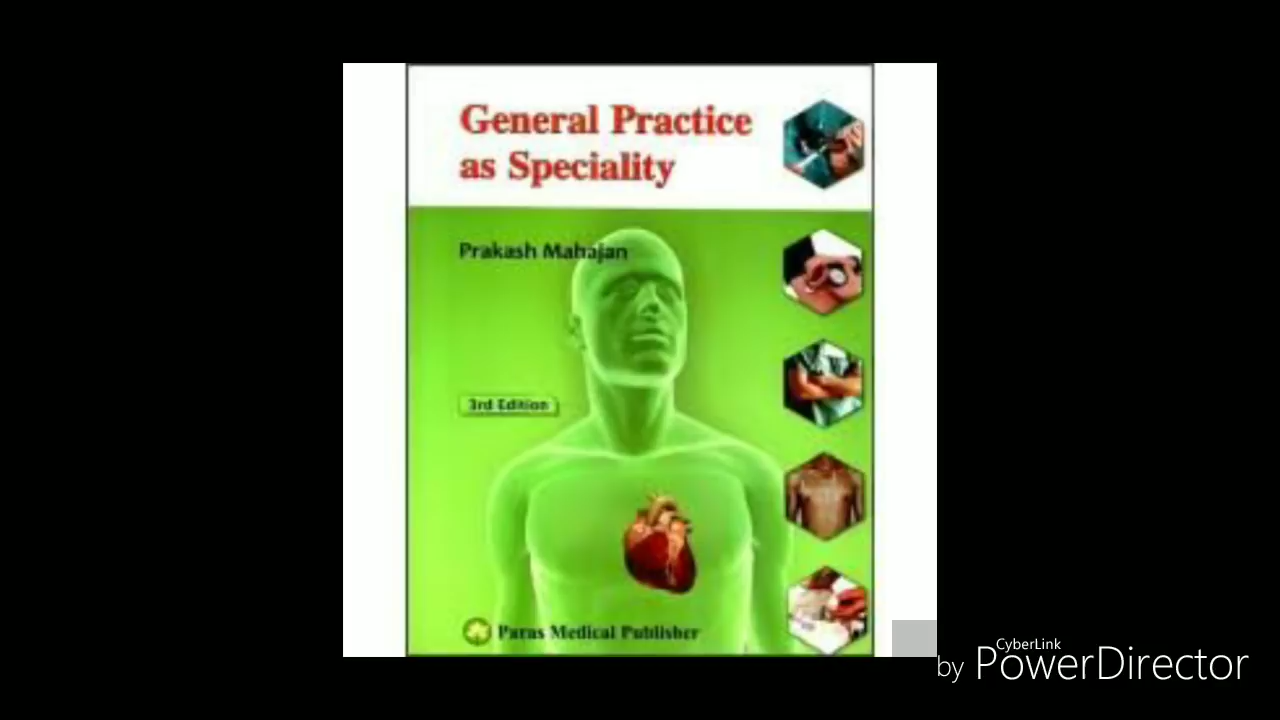 General Practice
as Speciality
Prakash Mahajan
3rd Edition
Paras Medical Publisher
by CyberLink
PowerDirector